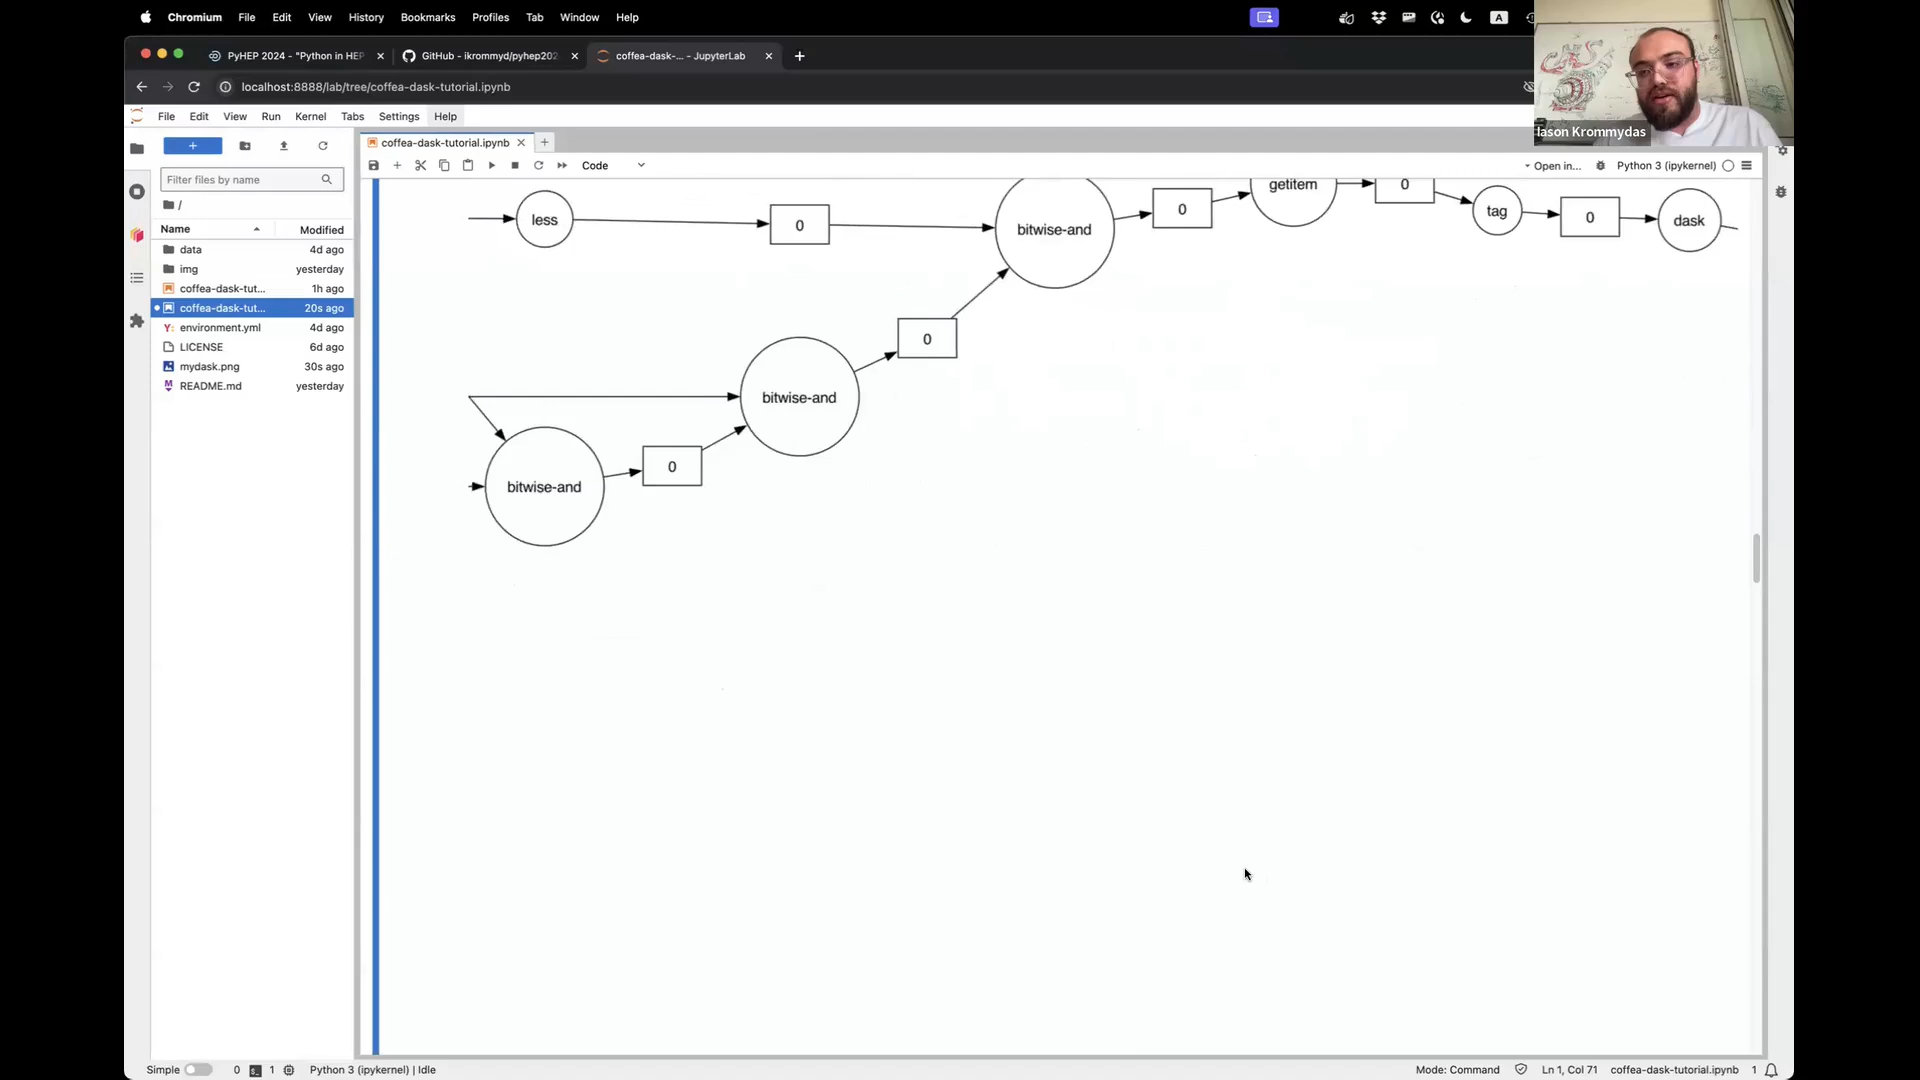 Chromium File Edit View History Bookmarks Profiles Tab Window Help A
PyHEP 2024 - "Python in HEP
GitHub - ikrommyd/pyhep202
coffea-dask-... - JupyterLab
localhost:8888/lab/tree/coffea-dask-tutorial.ipynb
Iason Krommydas
File Edit View Run Kernel Tabs Settings Help
coffea-dask-tutorial.ipynb
Code
Open in...
Python 3 (ipykernel)
Filter files by name
/
Name Modified
data 4d ago
img yesterday
coffea-dask-tut... 1h ago
coffea-dask-tut... 20s ago
environment.yml 4d ago
LICENSE 6d ago
mydask.png 30s ago
README.md yesterday
less
0
bitwise-and
0
getitem
0
tag
0
dask
0
bitwise-and
0
bitwise-and
Simple
0
1
Python 3 (ipykernel) | Idle
Mode: Command
Ln 1, Col 71
coffea-dask-tutorial.ipynb
1